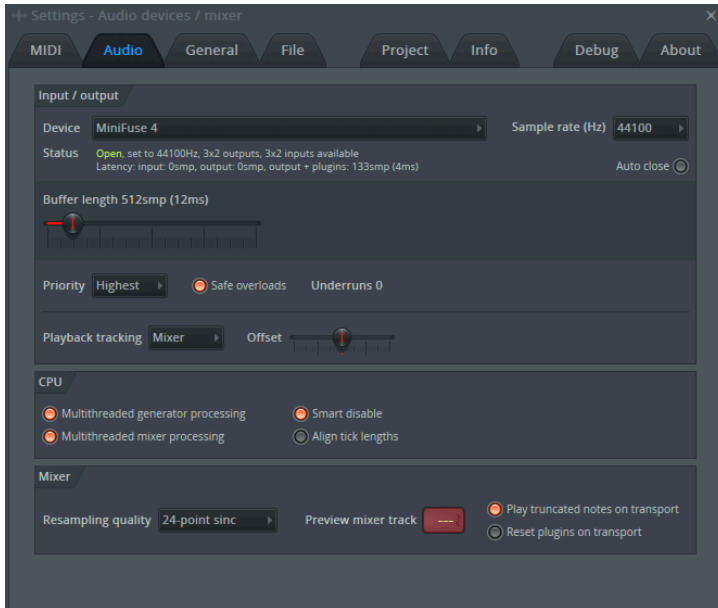 Settings - Audio devices / mixer
MIDI Audio General File Project Info Debug About
Input / output
Device MiniFuse 4 Sample rate (Hz) 44100
Status Open, set to 44100Hz, 3x2 outputs, 3x2 inputs available
Latency: input: 0smp, output: 0smp, output + plugins: 133smp (4ms) Auto close
Buffer length 512smp (12ms)
Priority Highest Safe overloads Underruns 0
Playback tracking Mixer Offset
CPU
Multithreaded generator processing Smart disable
Multithreaded mixer processing Align tick lengths
Mixer
Resampling quality 24-point sinc Preview mixer track --- Play truncated notes on transport
Reset plugins on transport